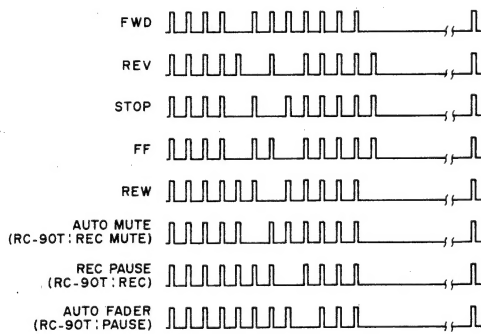 FWD
REV
STOP
FF
REW
AUTO MUTE
(RC-90T : REC MUTE)
REC PAUSE
(RC-90T : REC)
AUTO FADER
(RC-90T : PAUSE)